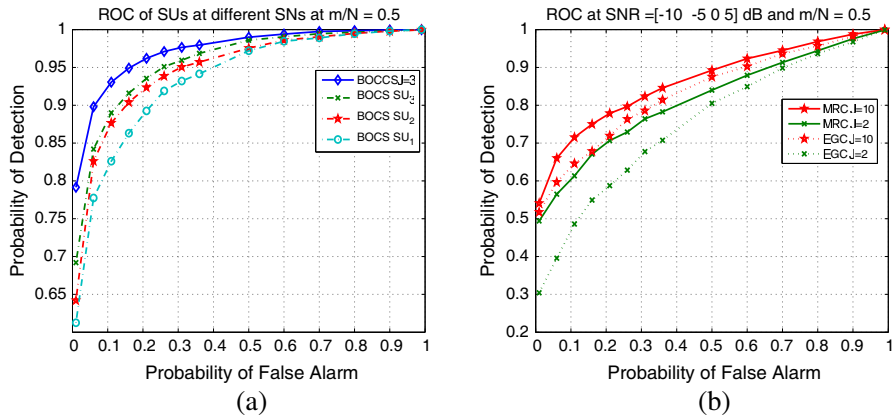 ROC of SUs at different SNs at m/N = 0.5
1
0.95
0.9
0.85
0.8
0.75
0.7
0.65
Probability of Detection
BOCCSJ=3
BOCS SU3
BOCS SU2
BOCS SU1
0 0.1 0.2 0.3 0.4 0.5 0.6 0.7 0.8 0.9 1
Probability of False Alarm
(a)
ROC at SNR =[-10 -5 0 5] dB and m/N = 0.5
1
0.9
0.8
0.7
0.6
0.5
0.4
0.3
0.2
Probability of Detection
MRC,J=10
MRC,J=2
EGC,J=10
EGC,J=2
0 0.1 0.2 0.3 0.4 0.5 0.6 0.7 0.8 0.9 1
Probability of False Alarm
(b)